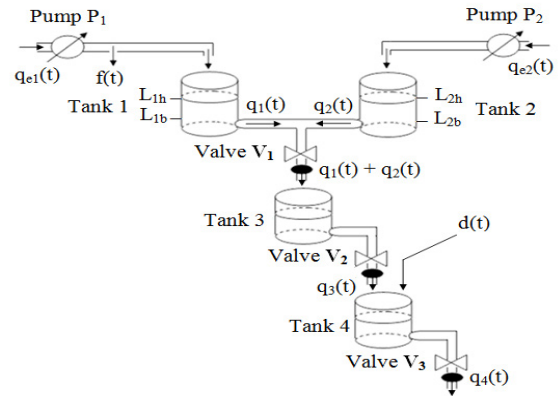 Pump P1
Pump P2
qe1(t)
f(t)
qe2(t)
Tank 1
L1h
L1b
q1(t)
q2(t)
L2h
L2b
Tank 2
Valve V1
q1(t) + q2(t)
Tank 3
Valve V2
d(t)
q3(t)
Tank 4
Valve V3
q4(t)